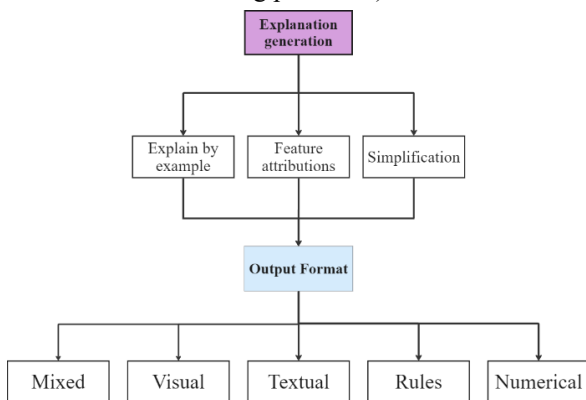 Explanation
generation
Explain by
example
Feature
attributions
Simplification
Output Format
Mixed
Visual
Textual
Rules
Numerical